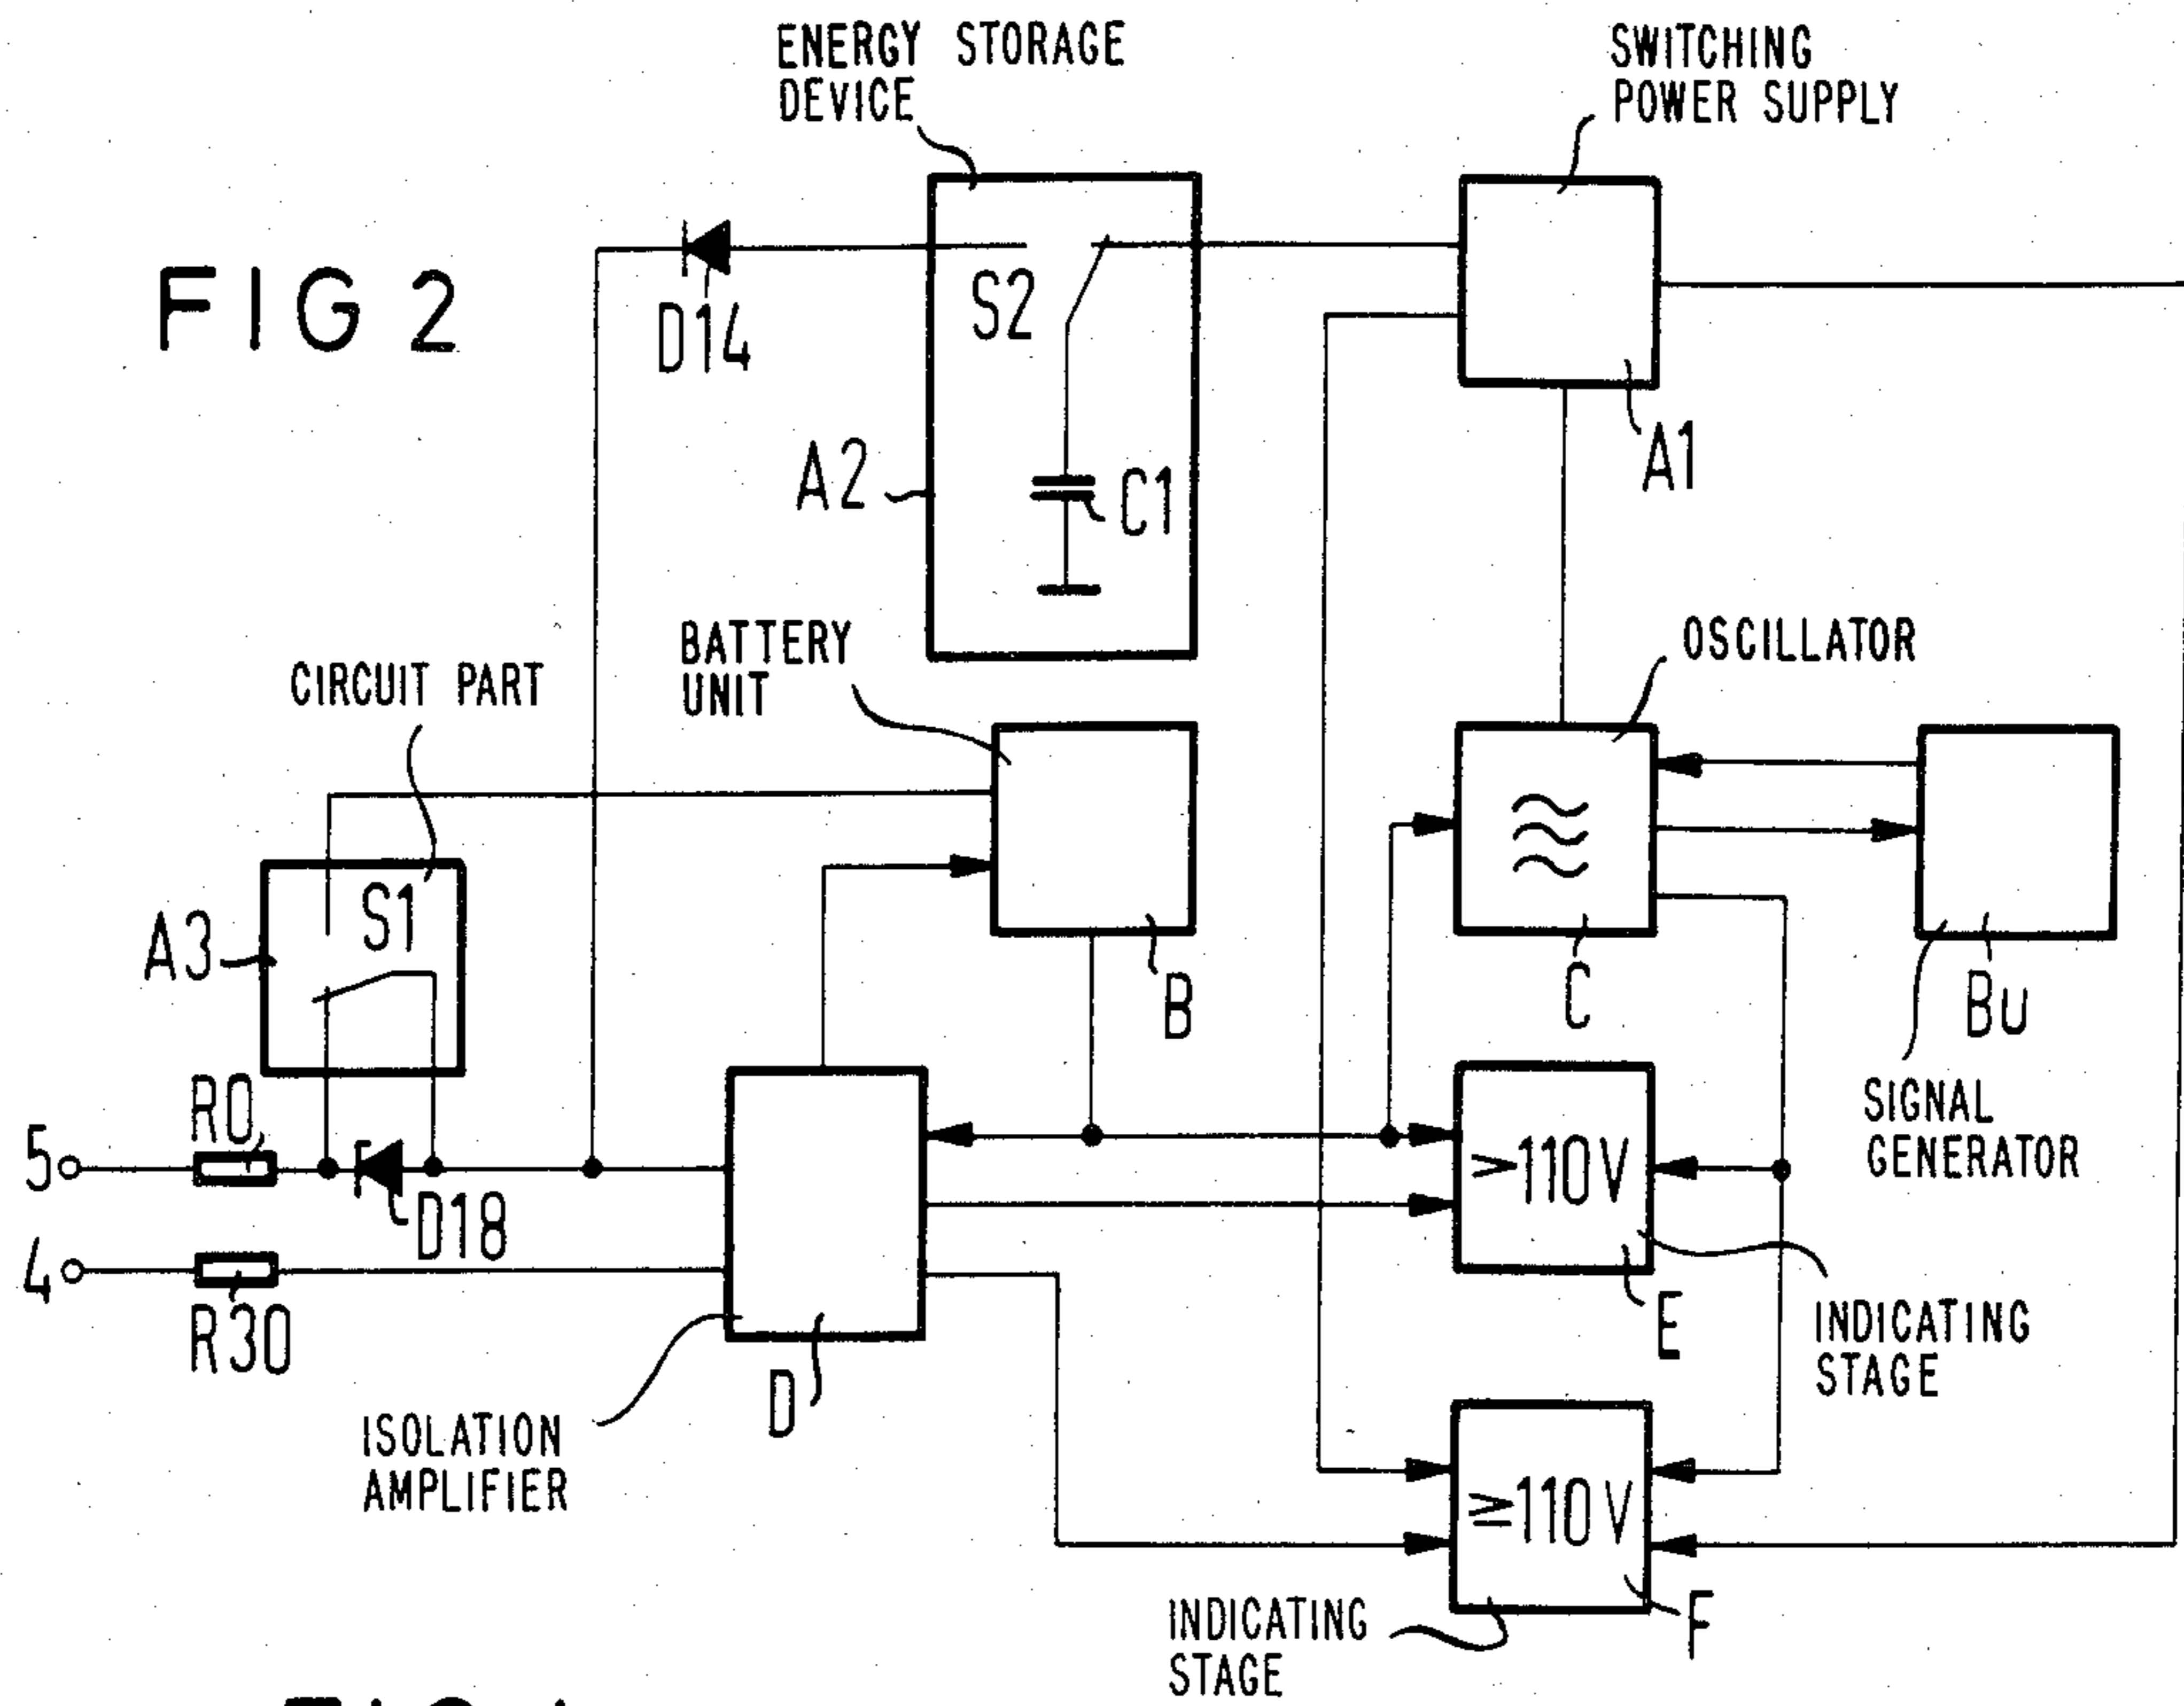 ENERGY STORAGE
DEVICE
SWITCHING
POWER SUPPLY
FIG 2
D14
S2
A2
C1
A1
BATTERY
UNIT
OSCILLATOR
CIRCUIT PART
S1
A3
B
C
Bu
R0
5
D18
>110V
SIGNAL
GENERATOR
4
R30
D
E
INDICATING
STAGE
ISOLATION
AMPLIFIER
≥110V
F
INDICATING
STAGE